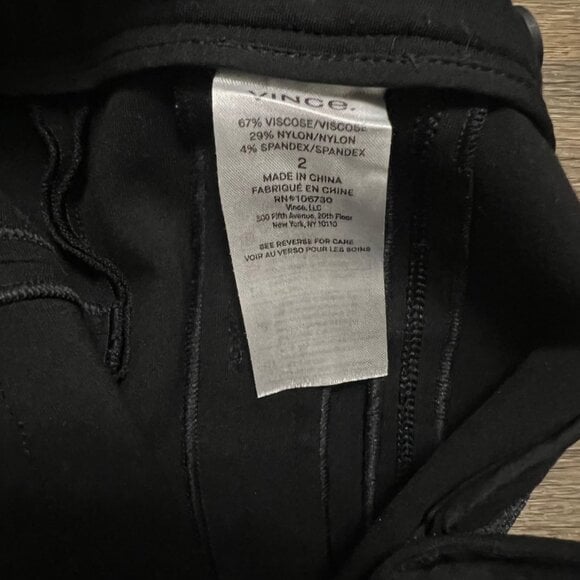 VINCE.
67% VISCOSE/VISCOSE
29% NYLON/NYLON
4% SPANDEX/SPANDEX
2
MADE IN CHINA
FABRIQUÉ EN CHINE
RN#106730
Vince, LLC
500 Fifth Avenue, 20th Floor
New York, NY 10110
SEE REVERSE FOR CARE
VOIR AU VERSO POUR LES SOINS